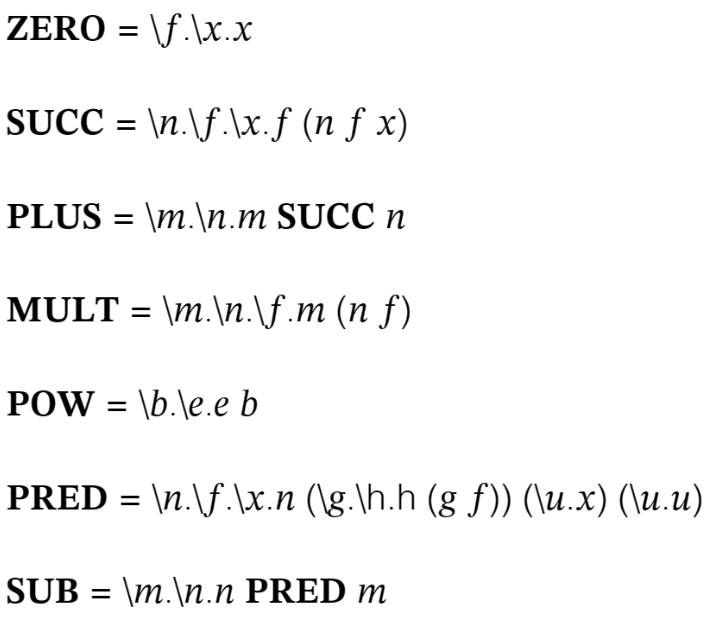 ZERO = \f.\x.x
SUCC = \n.\f.\x.f (n f x)
PLUS = \m.\n.m SUCC n
MULT = \m.\n.\f.m (n f)
POW = \b.\e.e b
PRED = \n.\f.\x.n (\g.\h.h (g f)) (\u.x) (\u.u)
SUB = \m.\n.n PRED m